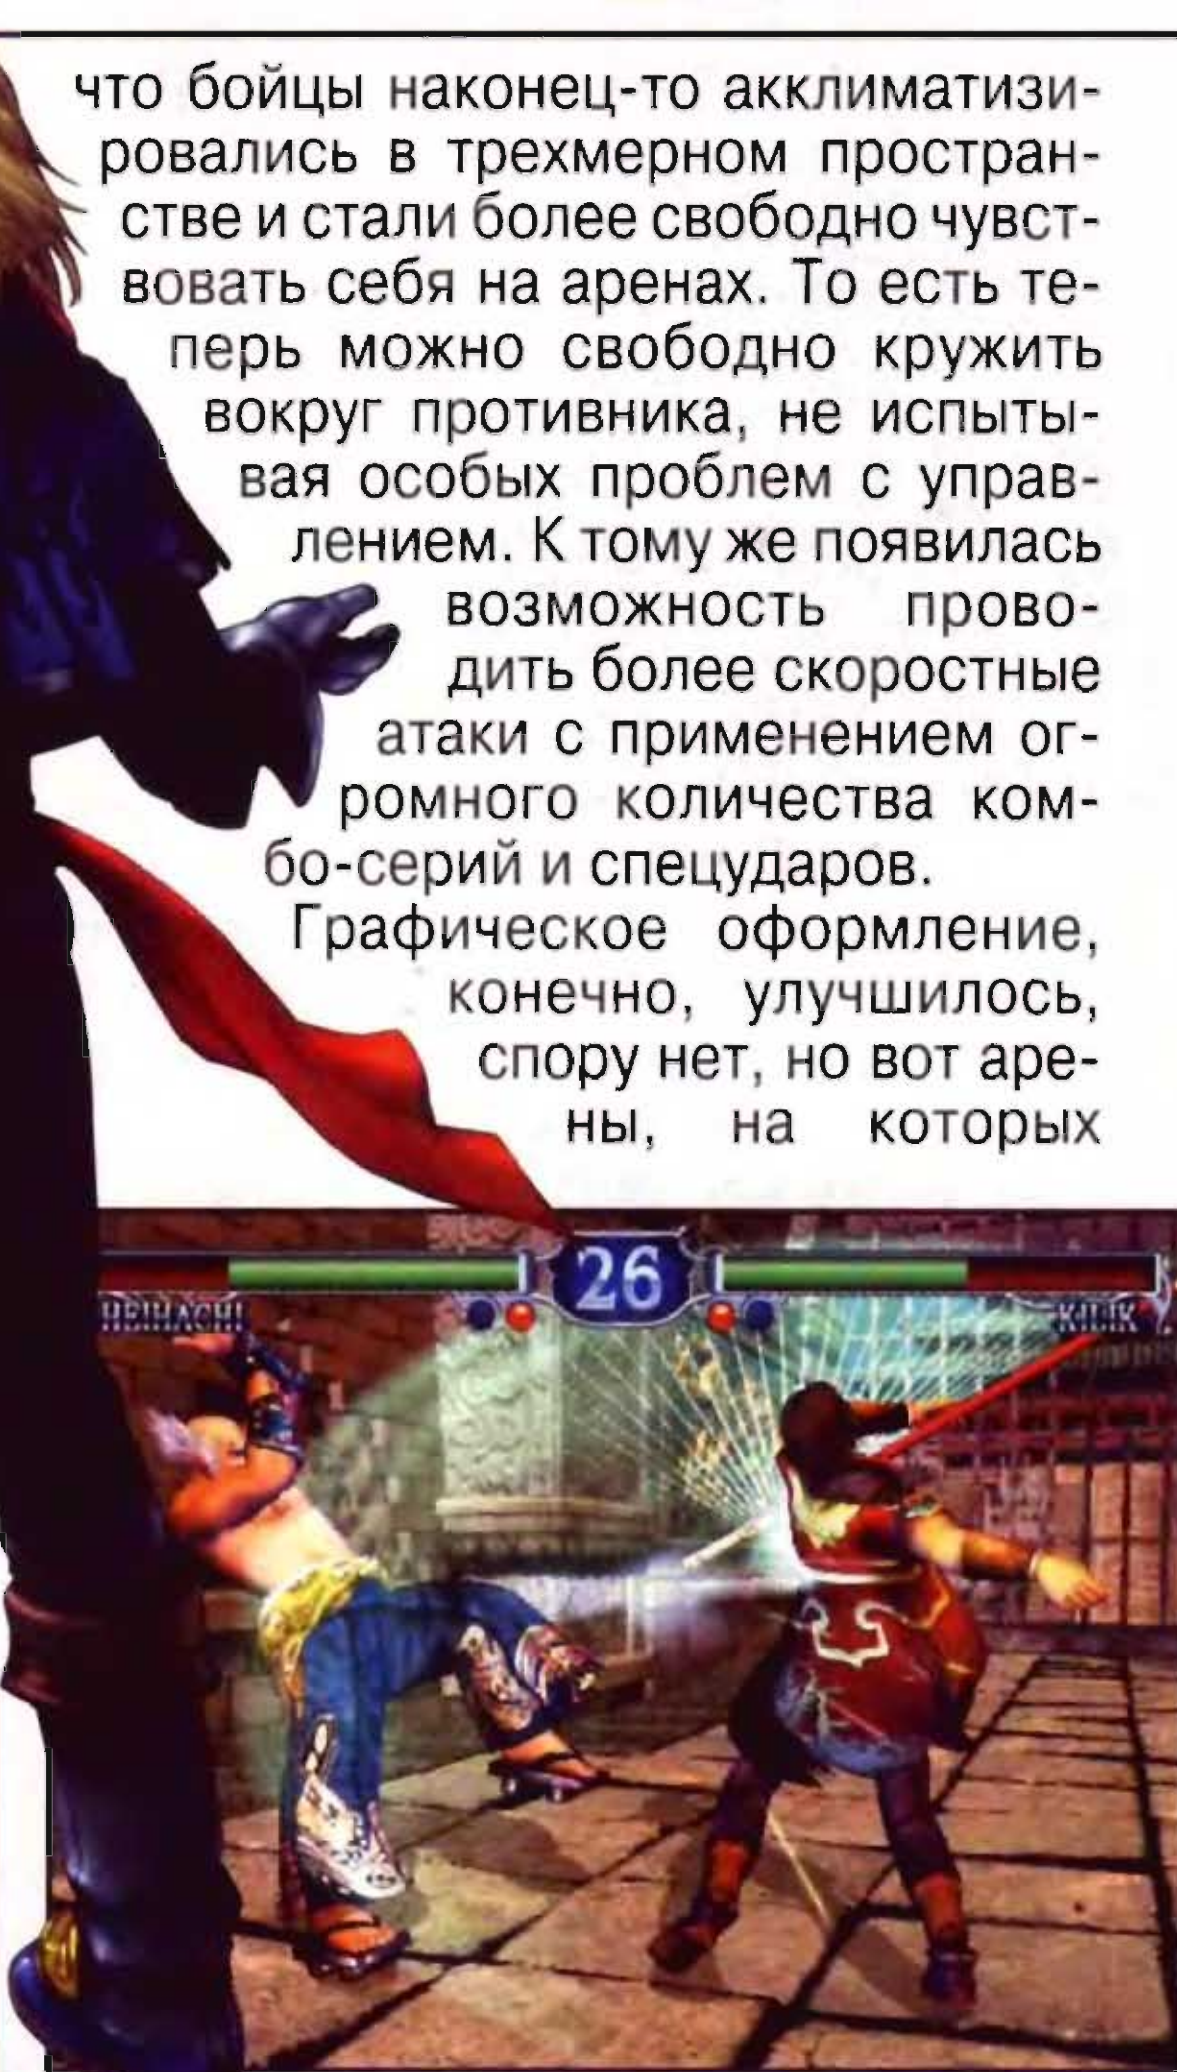 что бойцы наконец-то акклиматизи-
ровались в трехмерном простран-
стве и стали более свободно чувст-
вовать себя на аренах. То есть те-
перь можно свободно кружить
вокруг противника, не испыты-
вая особых проблем с управ-
лением. К тому же появилась
возможность прово-
дить более скоростные
атаки с применением ог-
ромного количества ком-
бо-серий и спецударов.
Графическое оформление,
конечно, улучшилось,
спору нет, но вот аре-
ны, на которых
26
HEIHACHI
KILIK